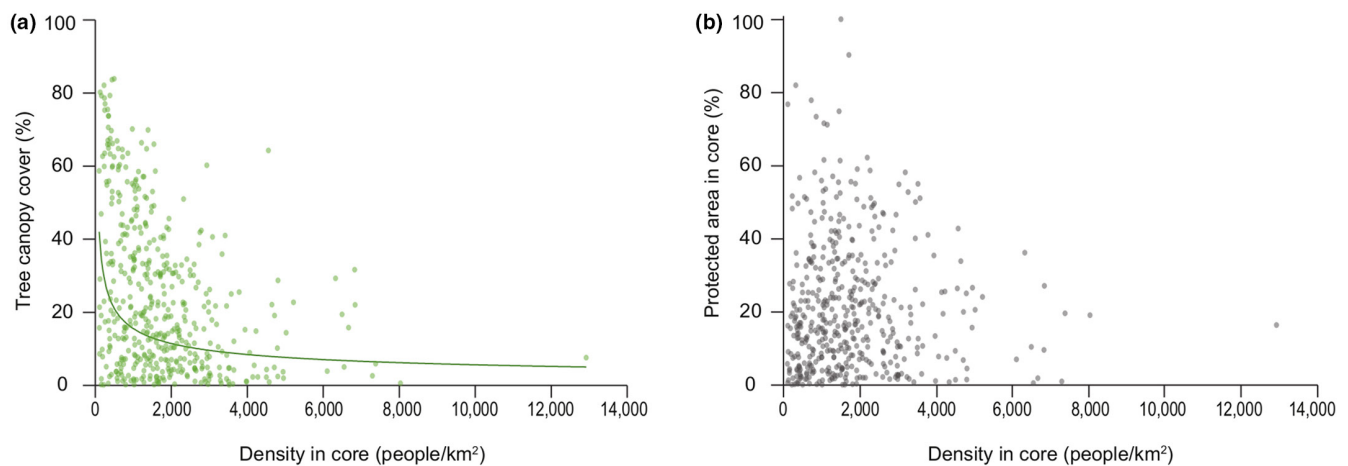 (a)
Tree canopy cover (%)
100
80
60
40
20
0
0 2,000 4,000 6,000 8,000 10,000 12,000 14,000
Density in core (people/km²)
(b)
Protected area in core (%)
100
80
60
40
20
0
0 2,000 4,000 6,000 8,000 10,000 12,000 14,000
Density in core (people/km²)